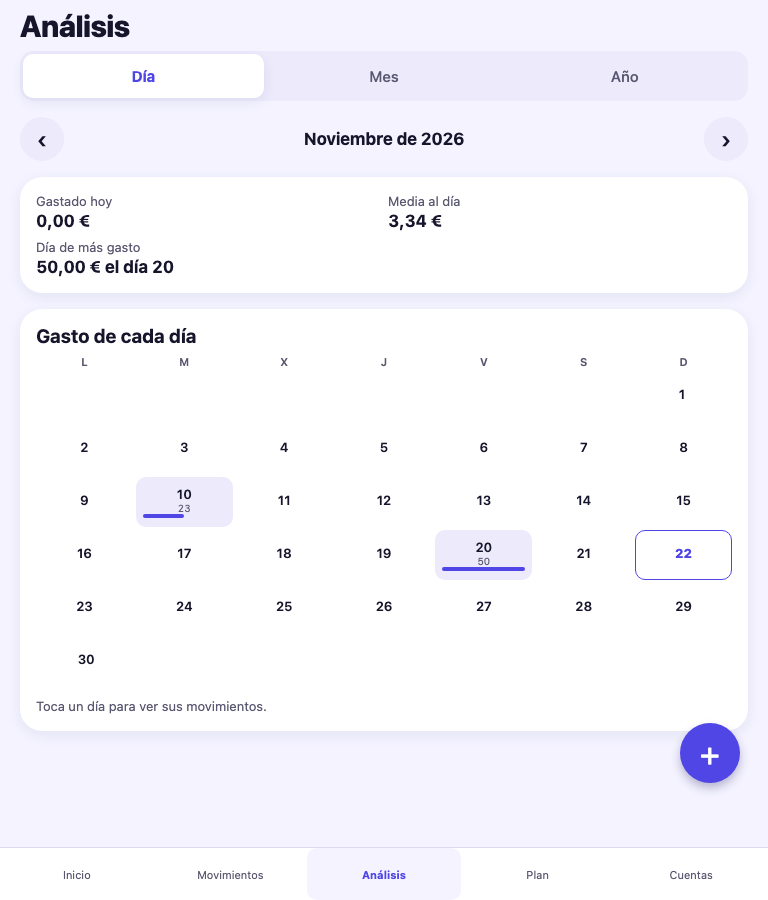 Análisis
Día Mes Año
‹ Noviembre de 2026 ›
Gastado hoy Media al día
0,00 € 3,34 €
Día de más gasto
50,00 € el día 20
Gasto de cada día
L M X J V S D
1
2 3 4 5 6 7 8
9 10 11 12 13 14 15
23
16 17 18 19 20 21 22
50
23 24 25 26 27 28 29
30
Toca un día para ver sus movimientos.
+
Inicio Movimientos Análisis Plan Cuentas